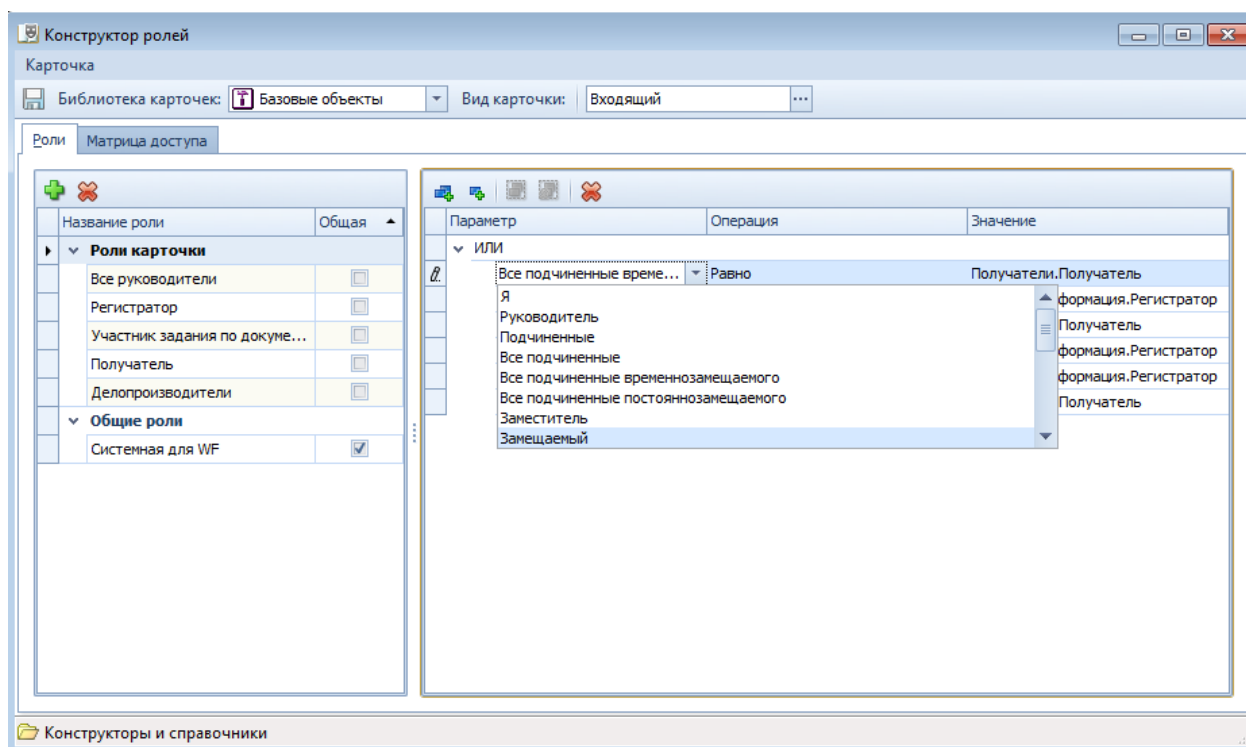 Конструктор ролей
Карточка
Библиотека карточек: Базовые объекты Вид карточки: Входящий ...
Роли Матрица доступа
Название роли Общая
Роли карточки
Все руководители
Регистратор
Участник задания по докуме...
Получатель
Делопроизводители
Общие роли
Системная для WF
Параметр Операция Значение
ИЛИ
Все подчиненные време... Равно Получатели.Получатель
Я
Руководитель
Подчиненные
Все подчиненные
Все подчиненные временнозамещаемого
Все подчиненные постояннозамещаемого
Заместитель
Замещаемый
формация.Регистратор
Получатель
формация.Регистратор
формация.Регистратор
Получатель
Конструкторы и справочники